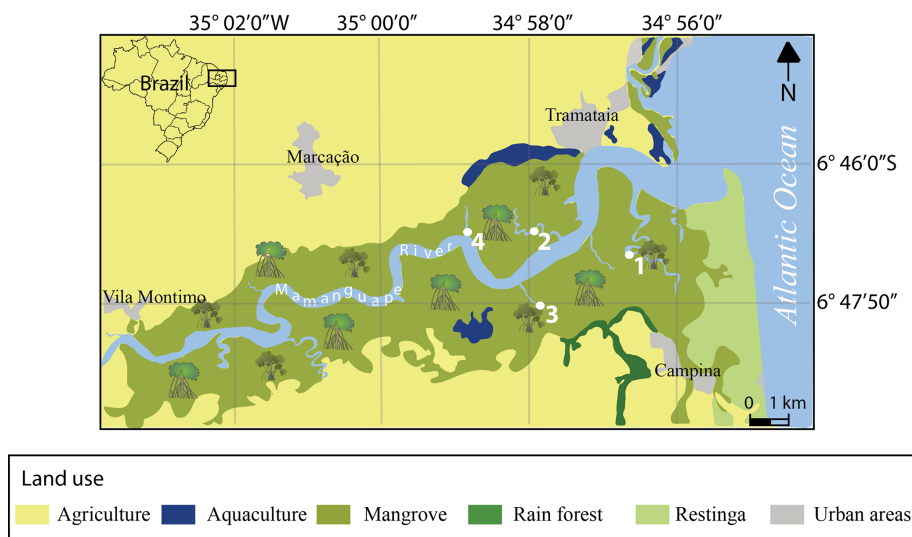 35° 02′0″ 35° 00′0″ 34° 58′0″ 34° 56′0″
Brazil
N
Tramataia
Marcação
6° 46′0″S
Atlantic Ocean
4
2
1
River
Mamanguape
Vila Montimo
3
6° 47′50″
Campina
0 1 km
Land use
Agriculture Aquaculture Mangrove Rain forest Restinga Urban areas